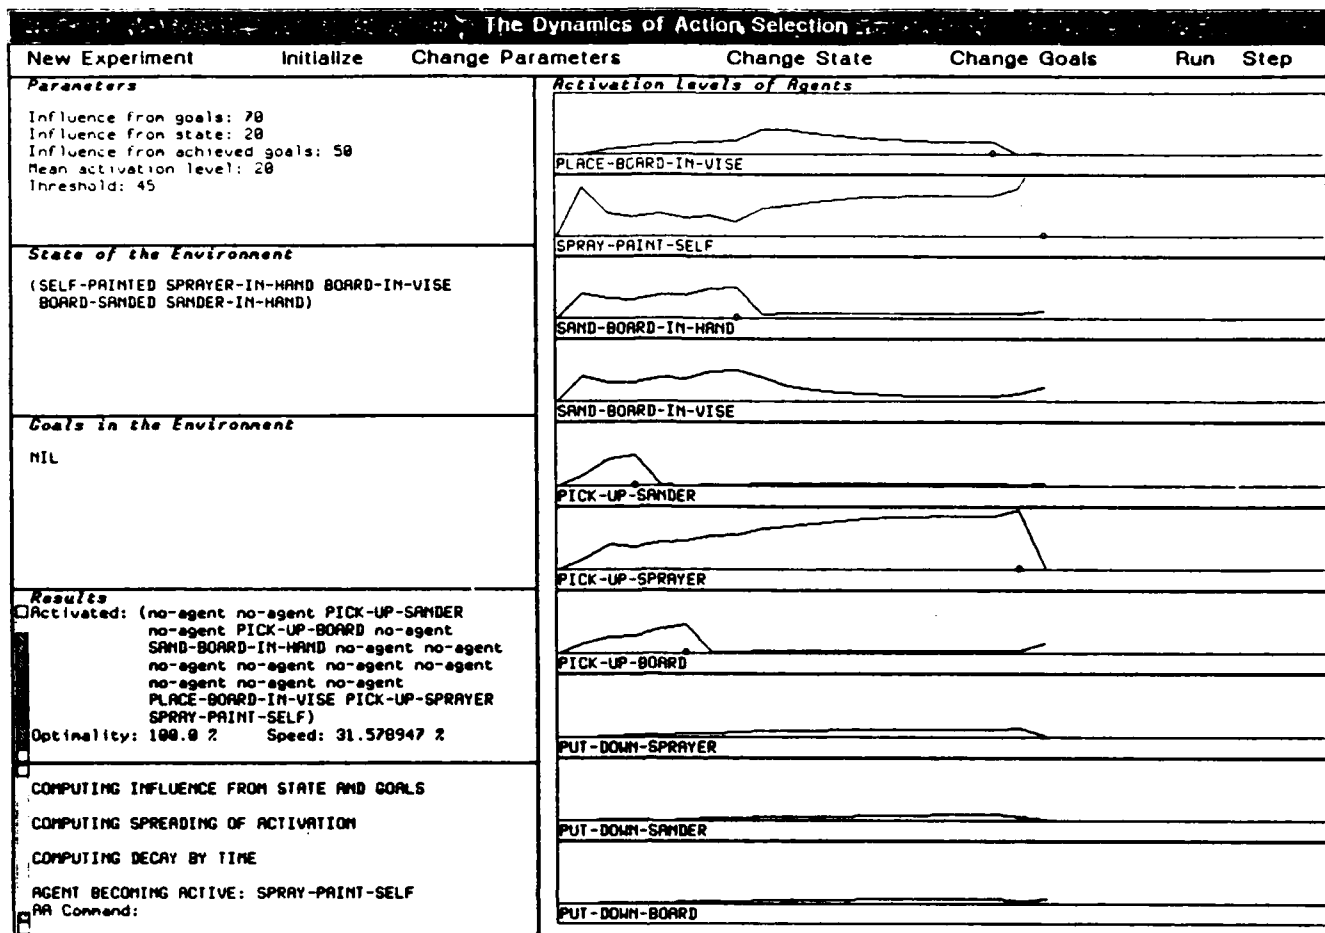 The Dynamics of Action Selection
New Experiment Initialize Change Parameters Change State Change Goals Run Step
Parameters
Influence from goals: 70
Influence from state: 20
Influence from achieved goals: 50
Mean activation level: 20
Threshold: 45
State of the Environment
(SELF-PAINTED SPRAYER-IN-HAND BOARD-IN-VISE
BOARD-SANDED SANDER-IN-HAND)
Goals in the Environment
NIL
Results
Activated: (no-agent no-agent PICK-UP-SANDER
no-agent PICK-UP-BOARD no-agent
SAND-BOARD-IN-HAND no-agent no-agent
no-agent no-agent no-agent no-agent
no-agent no-agent no-agent
PLACE-BOARD-IN-VISE PICK-UP-SPRAYER
SPRAY-PAINT-SELF)
Optimality: 100.0 % Speed: 31.578947 %
COMPUTING INFLUENCE FROM STATE AND GOALS
COMPUTING SPREADING OF ACTIVATION
COMPUTING DECAY BY TIME
AGENT BECOMING ACTIVE: SPRAY-PAINT-SELF
AA Command:
Activation Levels of Agents
PLACE-BOARD-IN-VISE
SPRAY-PAINT-SELF
SAND-BOARD-IN-HAND
SAND-BOARD-IN-VISE
PICK-UP-SANDER
PICK-UP-SPRAYER
PICK-UP-BOARD
PUT-DOWN-SPRAYER
PUT-DOWN-SANDER
PUT-DOWN-BOARD